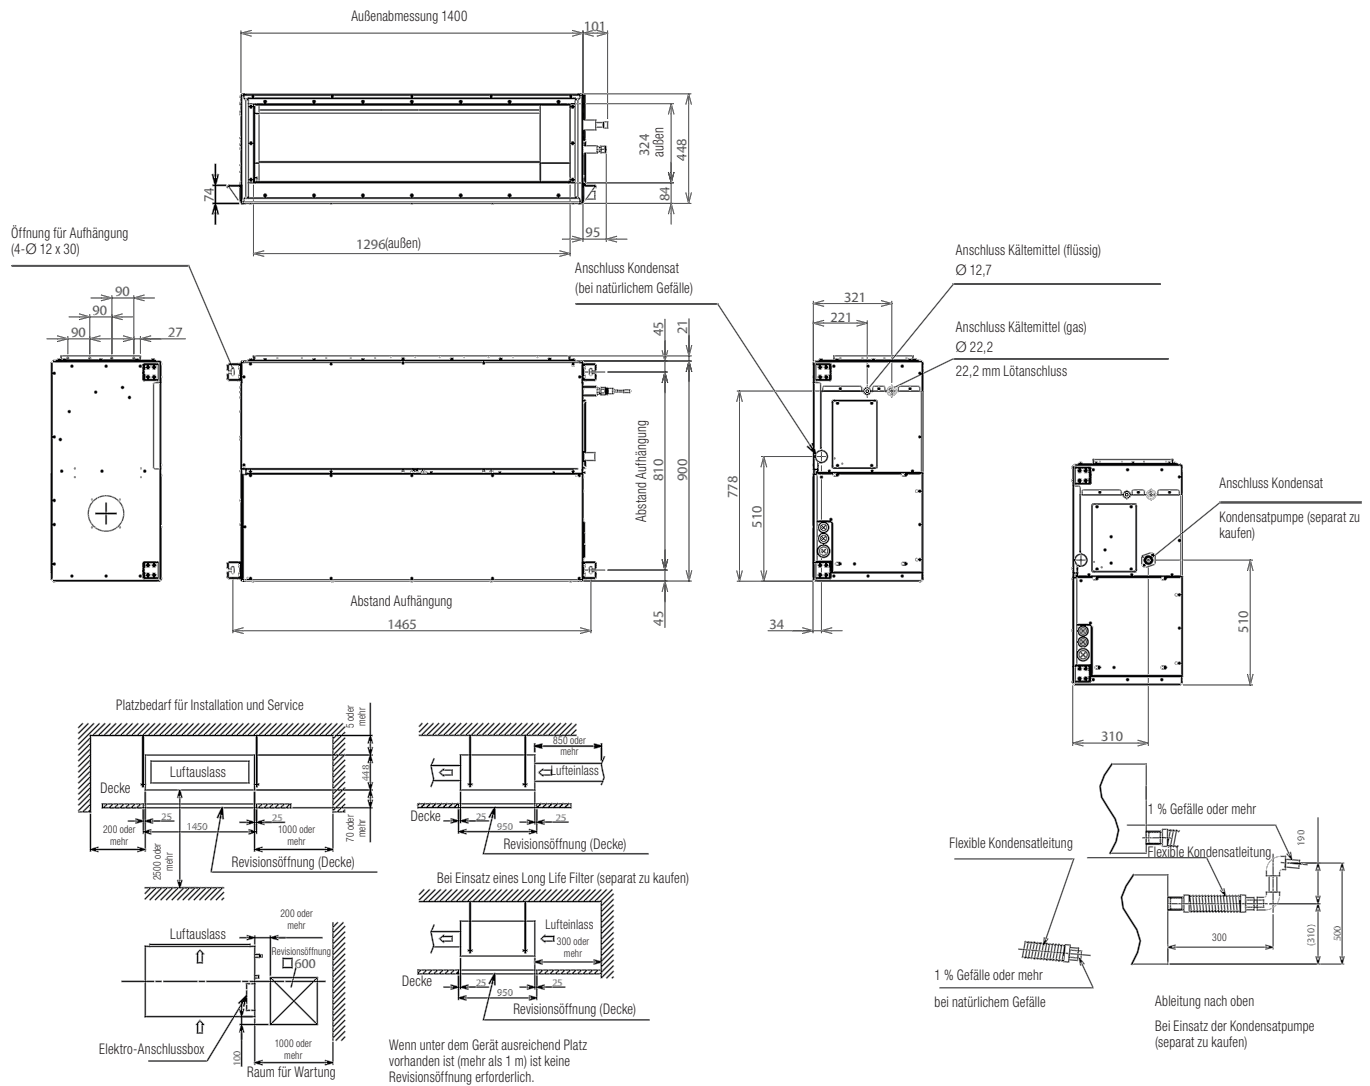 Außenabmessung 1400
101
324
außen
448
74
84
95
1296(außen)
Öffnung für Aufhängung
(4-Ø 12 x 30)
90
90
90
27
45
21
Abstand Aufhängung
810
900
45
Abstand Aufhängung
1465
Anschluss Kondensat
(bei natürlichem Gefälle)
Anschluss Kältemittel (flüssig)
Ø 12,7
321
221
Anschluss Kältemittel (gas)
Ø 22,2
22,2 mm Lötanschluss
778
510
34
Anschluss Kondensat
Kondensatpumpe (separat zu
kaufen)
510
310
Platzbedarf für Installation und Service
5 oder
mehr
Luftauslass
448
Decke
25
1450
25
70 oder
mehr
200 oder
mehr
1000 oder
mehr
2500 oder
mehr
Revisionsöffnung (Decke)
850 oder
mehr
Lufteinlass
Decke
25
950
25
Revisionsöffnung (Decke)
Bei Einsatz eines Long Life Filter (separat zu kaufen)
Lufteinlass
300 oder
mehr
Decke
25
950
25
Revisionsöffnung (Decke)
Wenn unter dem Gerät ausreichend Platz
vorhanden ist (mehr als 1 m) ist keine
Revisionsöffnung erforderlich.
200 oder
mehr
Luftauslass
Revisionsöffnung
□600
Elektro-Anschlussbox
100
1000 oder
mehr
Raum für Wartung
1 % Gefälle oder mehr
190
Flexible Kondensatleitung
Flexible Kondensatleitung
300
(310)
500
1 % Gefälle oder mehr
bei natürlichem Gefälle
Ableitung nach oben
Bei Einsatz der Kondensatpumpe
(separat zu kaufen)